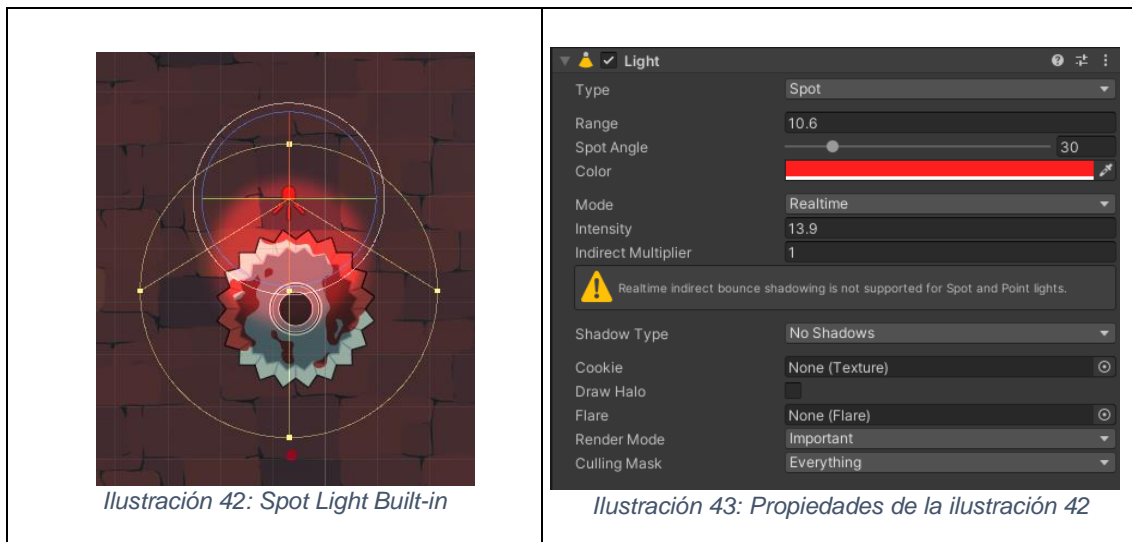 Ilustración 42: Spot Light Built-in
Light
Type Spot
Range 10.6
Spot Angle 30
Color
Mode Realtime
Intensity 13.9
Indirect Multiplier 1
Realtime indirect bounce shadowing is not supported for Spot and Point lights.
Shadow Type No Shadows
Cookie None (Texture)
Draw Halo
Flare None (Flare)
Render Mode Important
Culling Mask Everything
Ilustración 43: Propiedades de la ilustración 42